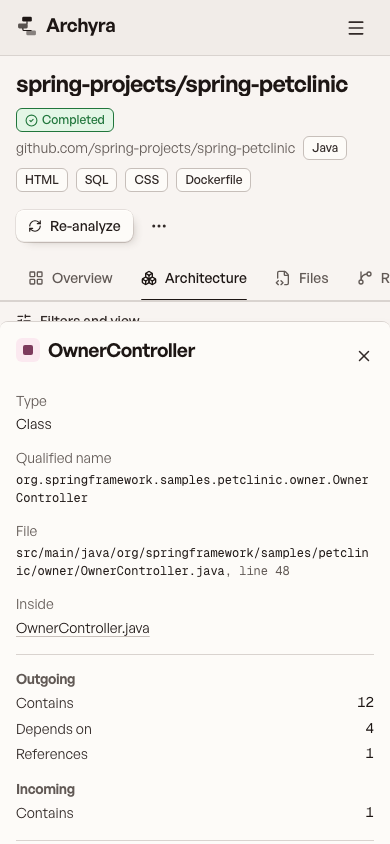 Archyra
spring-projects/spring-petclinic
Completed
github.com/spring-projects/spring-petclinic Java
HTML SQL CSS Dockerfile
Re-analyze
Overview Architecture Files R
Filters and view
OwnerController
Type
Class
Qualified name
org.springframework.samples.petclinic.owner.Owner
Controller
File
src/main/java/org/springframework/samples/petclin
ic/owner/OwnerController.java, line 48
Inside
OwnerController.java
Outgoing
Contains 12
Depends on 4
References 1
Incoming
Contains 1